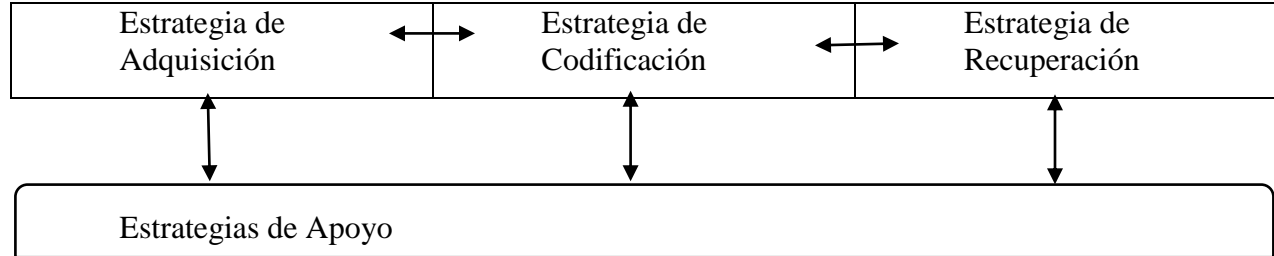 Estrategia de
Adquisición
Estrategia de
Codificación
Estrategia de
Recuperación
Estrategias de Apoyo